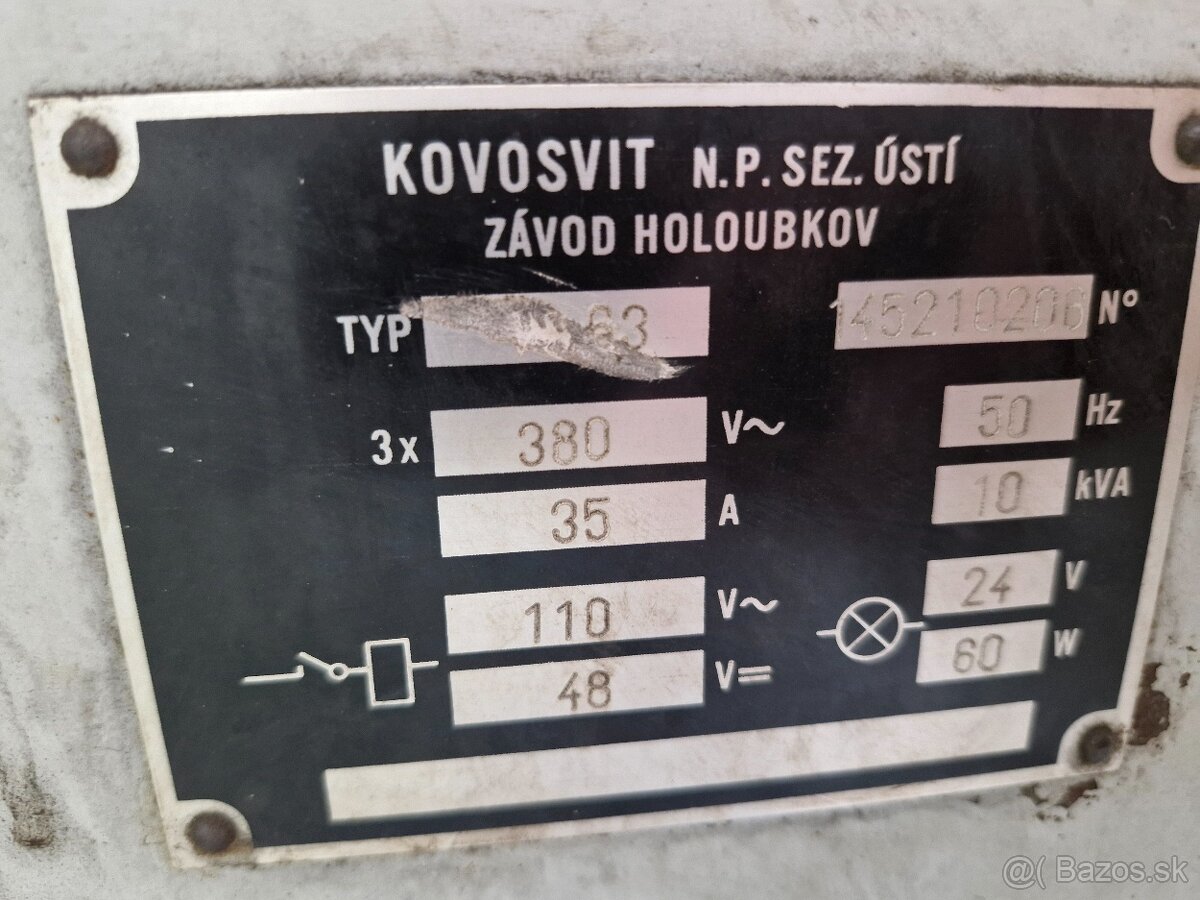 KOVOSVIT N.P. SEZ. ÚSTÍ
ZÁVOD HOLOUBKOV
TYP 63 145210206 N°
3x 380 V~ 50 Hz
35 A 10 kVA
110 V~ 24 V
48 V= 60 W
@( Bazos.sk